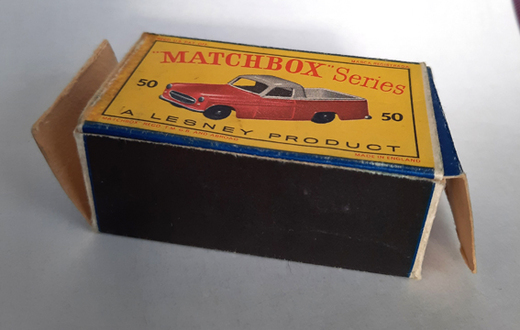 "MATCHBOX" Series
50
50
A LESNEY PRODUCT
MADE IN ENGLAND